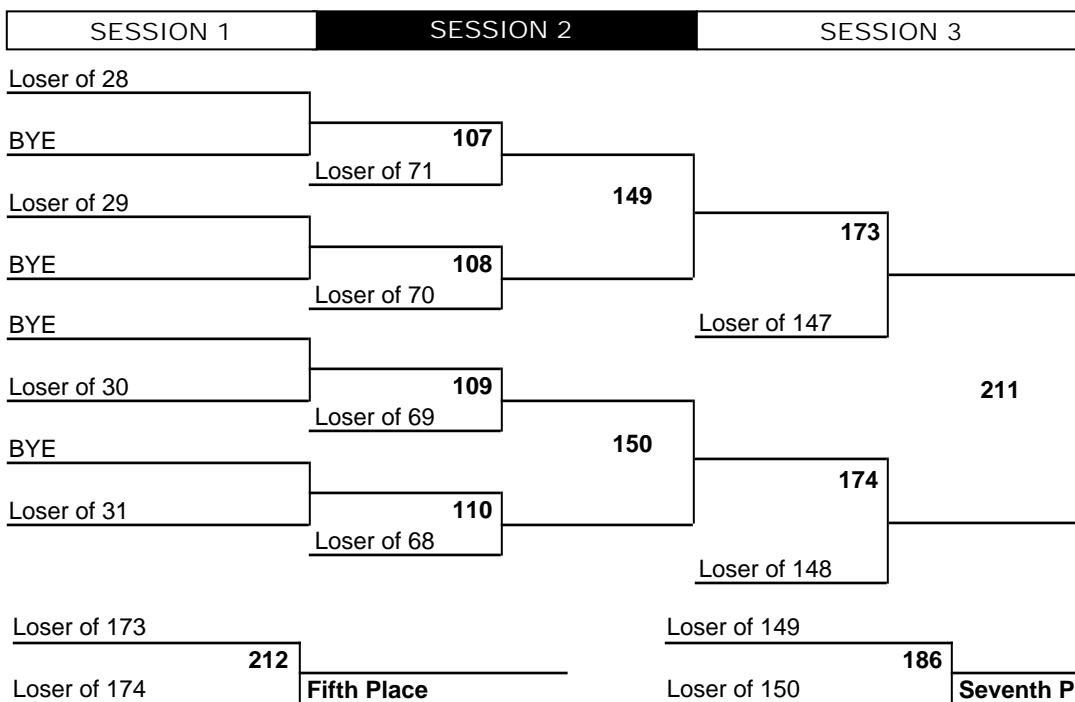 SESSION 1 SESSION 2 SESSION 3
Loser of 28
BYE 107
Loser of 71
149
Loser of 29
173
BYE 108
Loser of 70
BYE Loser of 147
Loser of 30 109 211
Loser of 69
BYE 150
174
Loser of 31 110
Loser of 68
Loser of 148
Loser of 173 Loser of 149
212 186
Loser of 174 Fifth Place Loser of 150 Seventh P